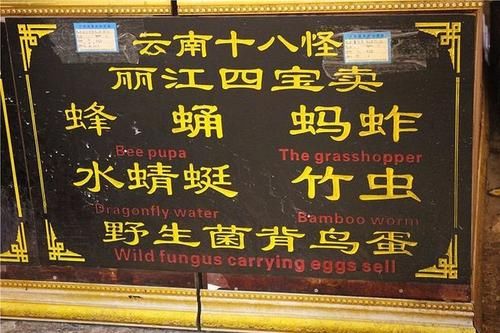 云南十八怪
丽江四宝卖
蜂 蛹 蚂蚱
Bee pupa The grasshopper
水蜻蜓 竹虫
Dragonfly water Bamboo worm
野生菌背鸟蛋
Wild fungus carrying eggs sell